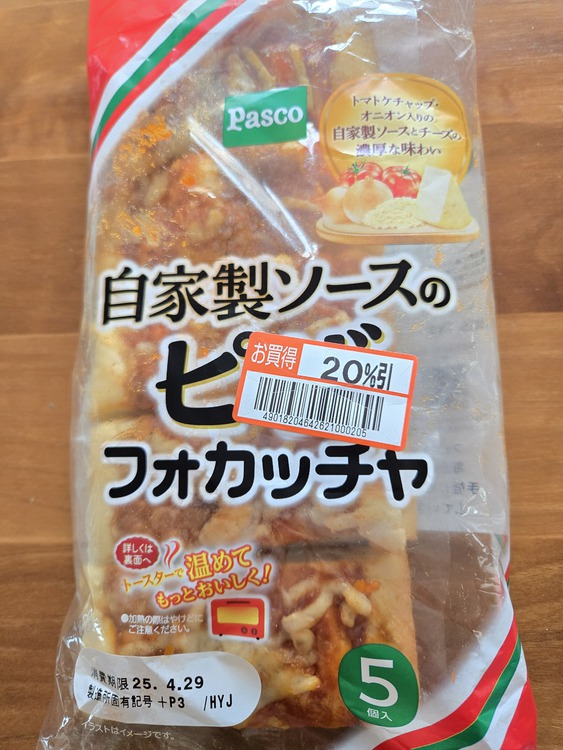 Pasco
トマトケチャップ・
オニオン入りの
自家製ソースとチーズの
濃厚な味わい
自家製ソースの
ピザ
お買得
20%引
4901820464262100205
フォカッチャ
詳しくは
裏面へ
トースターで温めて
もっとおいしく!
●加熱の際はやけどに
ご注意ください。
消費期限 25. 4.29
製造所固有記号 +P3 /HYJ
イラストはイメージです。
5
個入